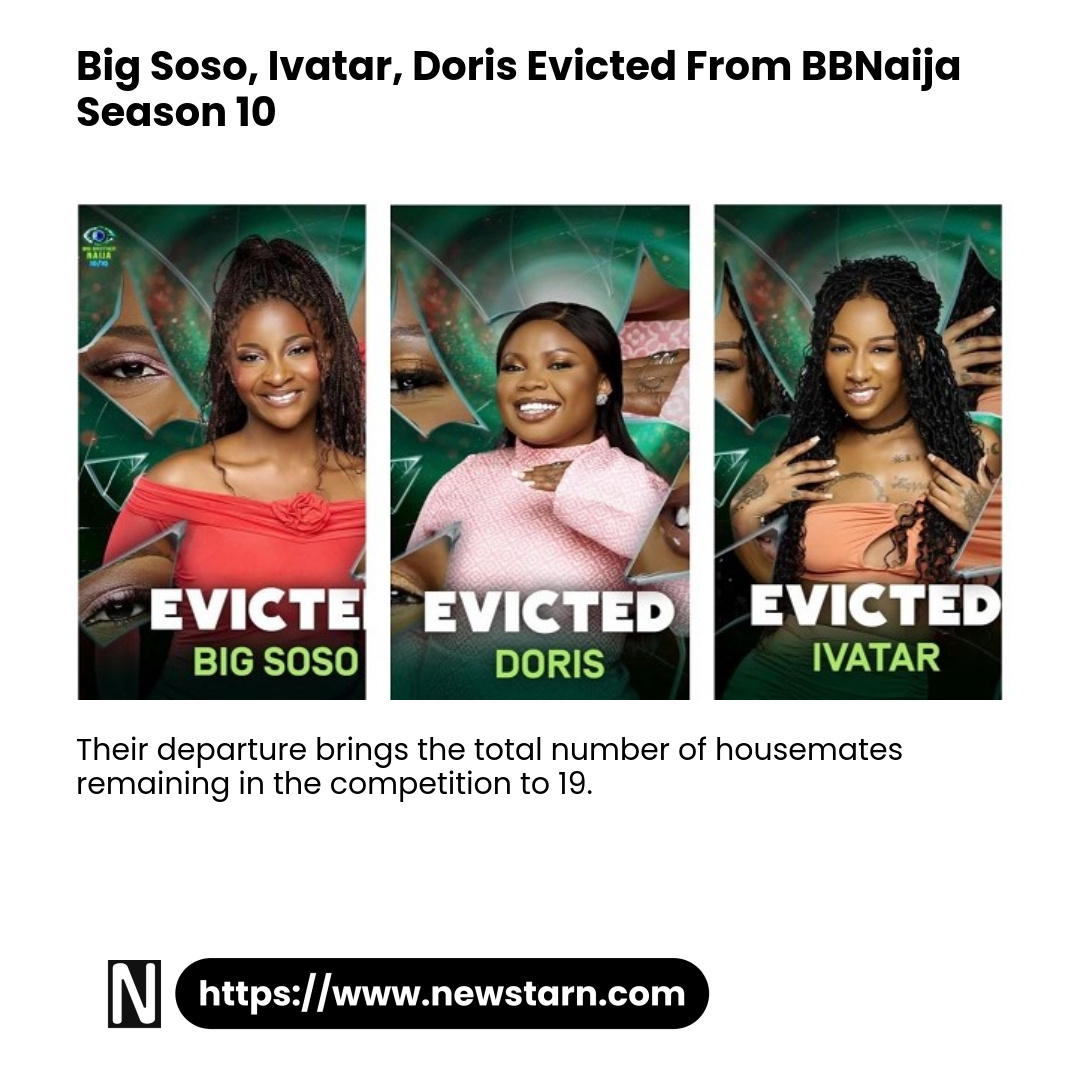 Big Soso, Ivatar, Doris Evicted From BBNaija
Season 10
BIG BROTHER
NAIJA
10/10
EVICTE
BIG SOSO
EVICTED
DORIS
EVICTED
IVATAR
Their departure brings the total number of housemates
remaining in the competition to 19.
N
https://www.newstarn.com